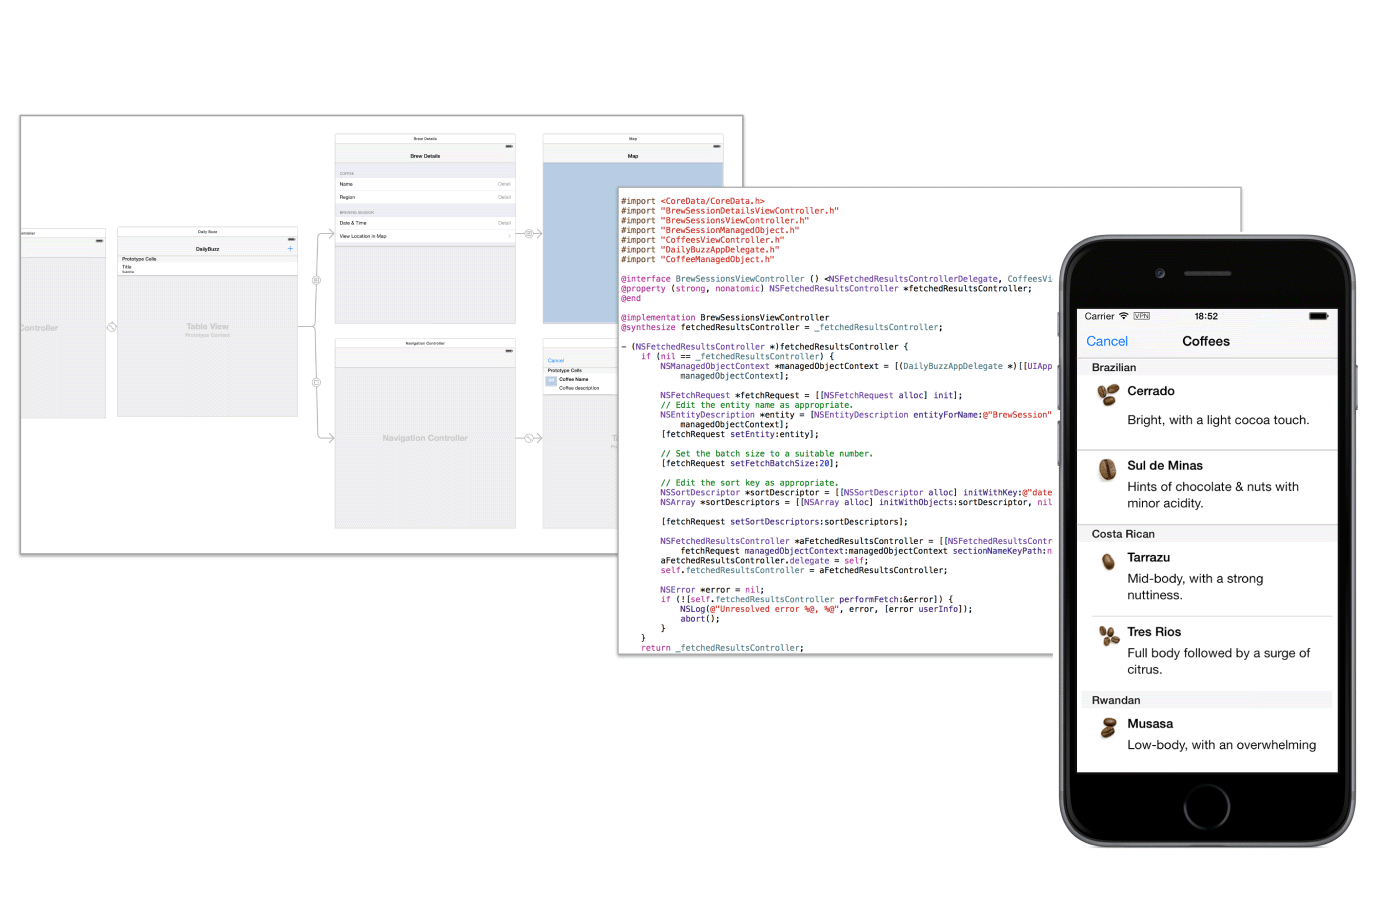 ontroller
Controller
Daily Buzz
DailyBuzz
+
Prototype Cells
Title
Subtitle
Table View
Prototype Content
Brew Details
Brew Details
COFFEE
Name Detail
Region Detail
BREWING SESSION
Date & Time Detail
View Location in Map
Map
Map
Navigation Controller
Navigation Controller
Cancel
Prototype Cells
Coffee Name
Coffee description
#import <CoreData/CoreData.h>
#import "BrewSessionDetailsViewController.h"
#import "BrewSessionsViewController.h"
#import "BrewSessionManagedObject.h"
#import "CoffeesViewController.h"
#import "DailyBuzzAppDelegate.h"
#import "CoffeeManagedObject.h"
@interface BrewSessionsViewController () <NSFetchedResultsControllerDelegate, CoffeesVi
@property (strong, nonatomic) NSFetchedResultsController *fetchedResultsController;
@end
@implementation BrewSessionsViewController
@synthesize fetchedResultsController = _fetchedResultsController;
- (NSFetchedResultsController *)fetchedResultsController {
if (nil == _fetchedResultsController) {
NSManagedObjectContext *managedObjectContext = [(DailyBuzzAppDelegate *)[[UIApp
managedObjectContext];
NSFetchRequest *fetchRequest = [[NSFetchRequest alloc] init];
// Edit the entity name as appropriate.
NSEntityDescription *entity = [NSEntityDescription entityForName:@"BrewSession"
managedObjectContext];
[fetchRequest setEntity:entity];
// Set the batch size to a suitable number.
[fetchRequest setFetchBatchSize:20];
// Edit the sort key as appropriate.
NSSortDescriptor *sortDescriptor = [[NSSortDescriptor alloc] initWithKey:@"date
NSArray *sortDescriptors = [[NSArray alloc] initWithObjects:sortDescriptor, nil
[fetchRequest setSortDescriptors:sortDescriptors];
NSFetchedResultsController *aFetchedResultsController = [[NSFetchedResultsContr
fetchRequest managedObjectContext:managedObjectContext sectionNameKeyPath:n
aFetchedResultsController.delegate = self;
self.fetchedResultsController = aFetchedResultsController;
NSError *error = nil;
if (![self.fetchedResultsController performFetch:&error]) {
NSLog(@"Unresolved error %@, %@", error, [error userInfo]);
abort();
}
}
return _fetchedResultsController;
Carrier VPN 18:52
Cancel Coffees
Brazilian
Cerrado
Bright, with a light cocoa touch.
Sul de Minas
Hints of chocolate & nuts with
minor acidity.
Costa Rican
Tarrazu
Mid-body, with a strong
nuttiness.
Tres Rios
Full body followed by a surge of
citrus.
Rwandan
Musasa
Low-body, with an overwhelming